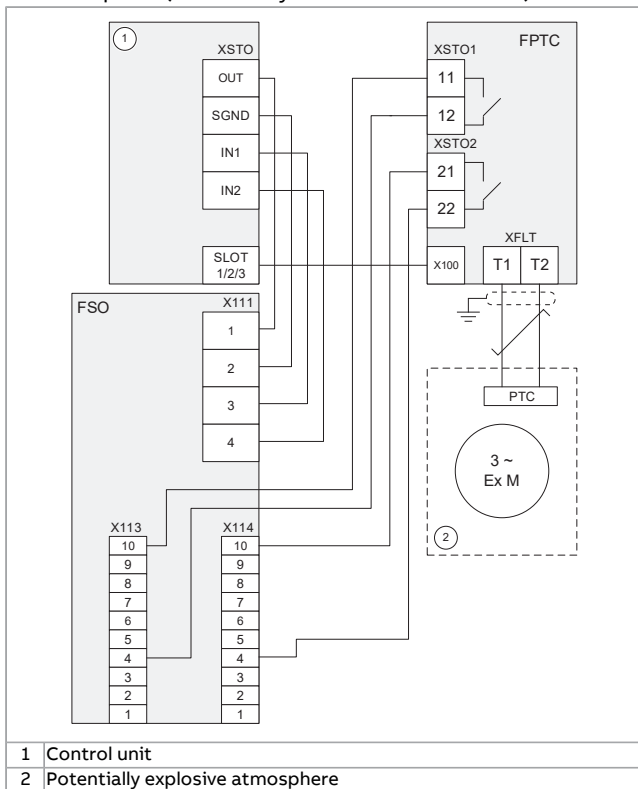 1
XSTO
OUT
SGND
IN1
IN2
SLOT
1/2/3
FPTC
XSTO1
11
12
XSTO2
21
22
XFLT
X100
T1
T2
PTC
3 ~
Ex M
2
FSO
X111
1
2
3
4
X113
10
9
8
7
6
5
4
3
2
1
X114
10
9
8
7
6
5
4
3
2
1
1 Control unit
2 Potentially explosive atmosphere